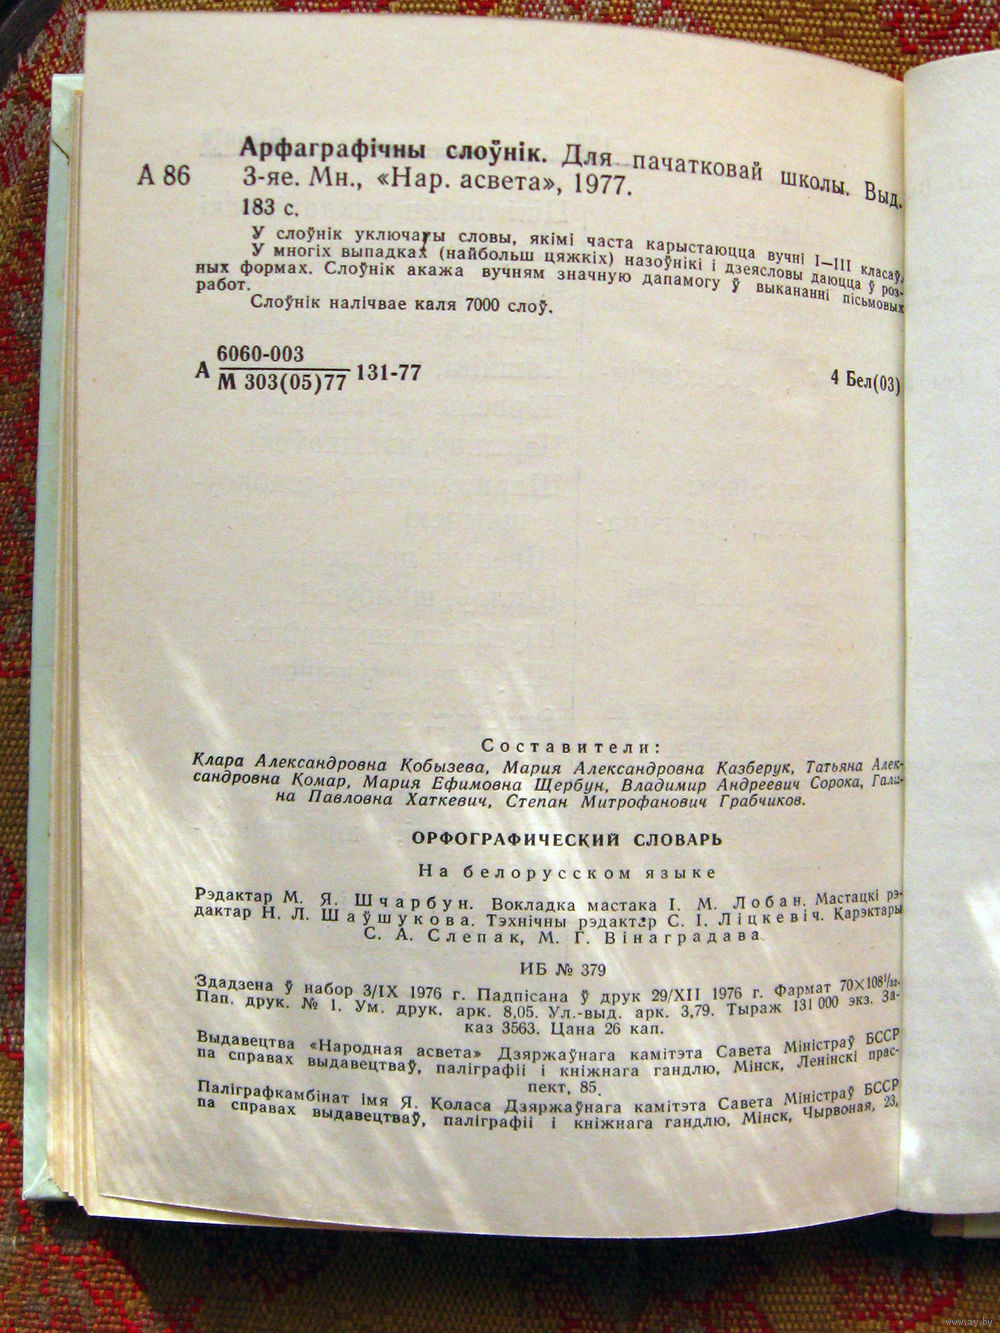 Арфаграфічны слоўнік. Для пачатковай школы. Выд.
А 86 3-яе. Мн., «Нар. асвета», 1977.
183 с.
У слоўнік уключаны словы, якімі часта карыстаюцца вучні I—III класаў.
У многіх выпадках (найбольш цяжкіх) назоўнікі і дзеясловы даюцца ў роз-
ных формах. Слоўнік акажа вучням значную дапамогу ў выкананні пісьмовых
работ.
Слоўнік налічвае каля 7000 слоў.
6060-003
А 131-77 4 Бел(03)
М 303(05)77
Составители:
Клара Александровна Кобызева, Мария Александровна Казберук, Татьяна Алек-
сандровна Комар, Мария Ефимовна Щербун, Владимир Андреевич Сорока, Гали-
на Павловна Хаткевич, Степан Митрофанович Грабчиков.
ОРФОГРАФИЧЕСКИЙ СЛОВАРЬ
На белорусском языке
Рэдактар М. Я. Шчарбун. Вокладка мастака І. М. Лобан. Мастацкі рэ-
дактар Н. Л. Шаўшукова. Тэхнічны рэдактар С. І. Ліцкевіч. Карэктары
С. А. Слепак, М. Г. Вінаградава
ИБ № 379
Здадзена ў набор 3/IX 1976 г. Падпісана ў друк 29/XII 1976 г. Фармат 70×108¹/₃₂.
Пап. друк. № 1. Ум. друк. арк. 8,05. Ул.-выд. арк. 3,79. Тыраж 131 000 экз. За-
каз 3563. Цана 26 кап.
Выдавецтва «Народная асвета» Дзяржаўнага камітэта Савета Міністраў БССР
па справах выдавецтваў, паліграфіі і кніжнага гандлю, Мінск, Ленінскі прас-
пект, 85.
Паліграфкамбінат імя Я. Коласа Дзяржаўнага камітэта Савета Міністраў БССР
па справах выдавецтваў, паліграфіі і кніжнага гандлю, Мінск, Чырвоная, 23.
www.ay.by